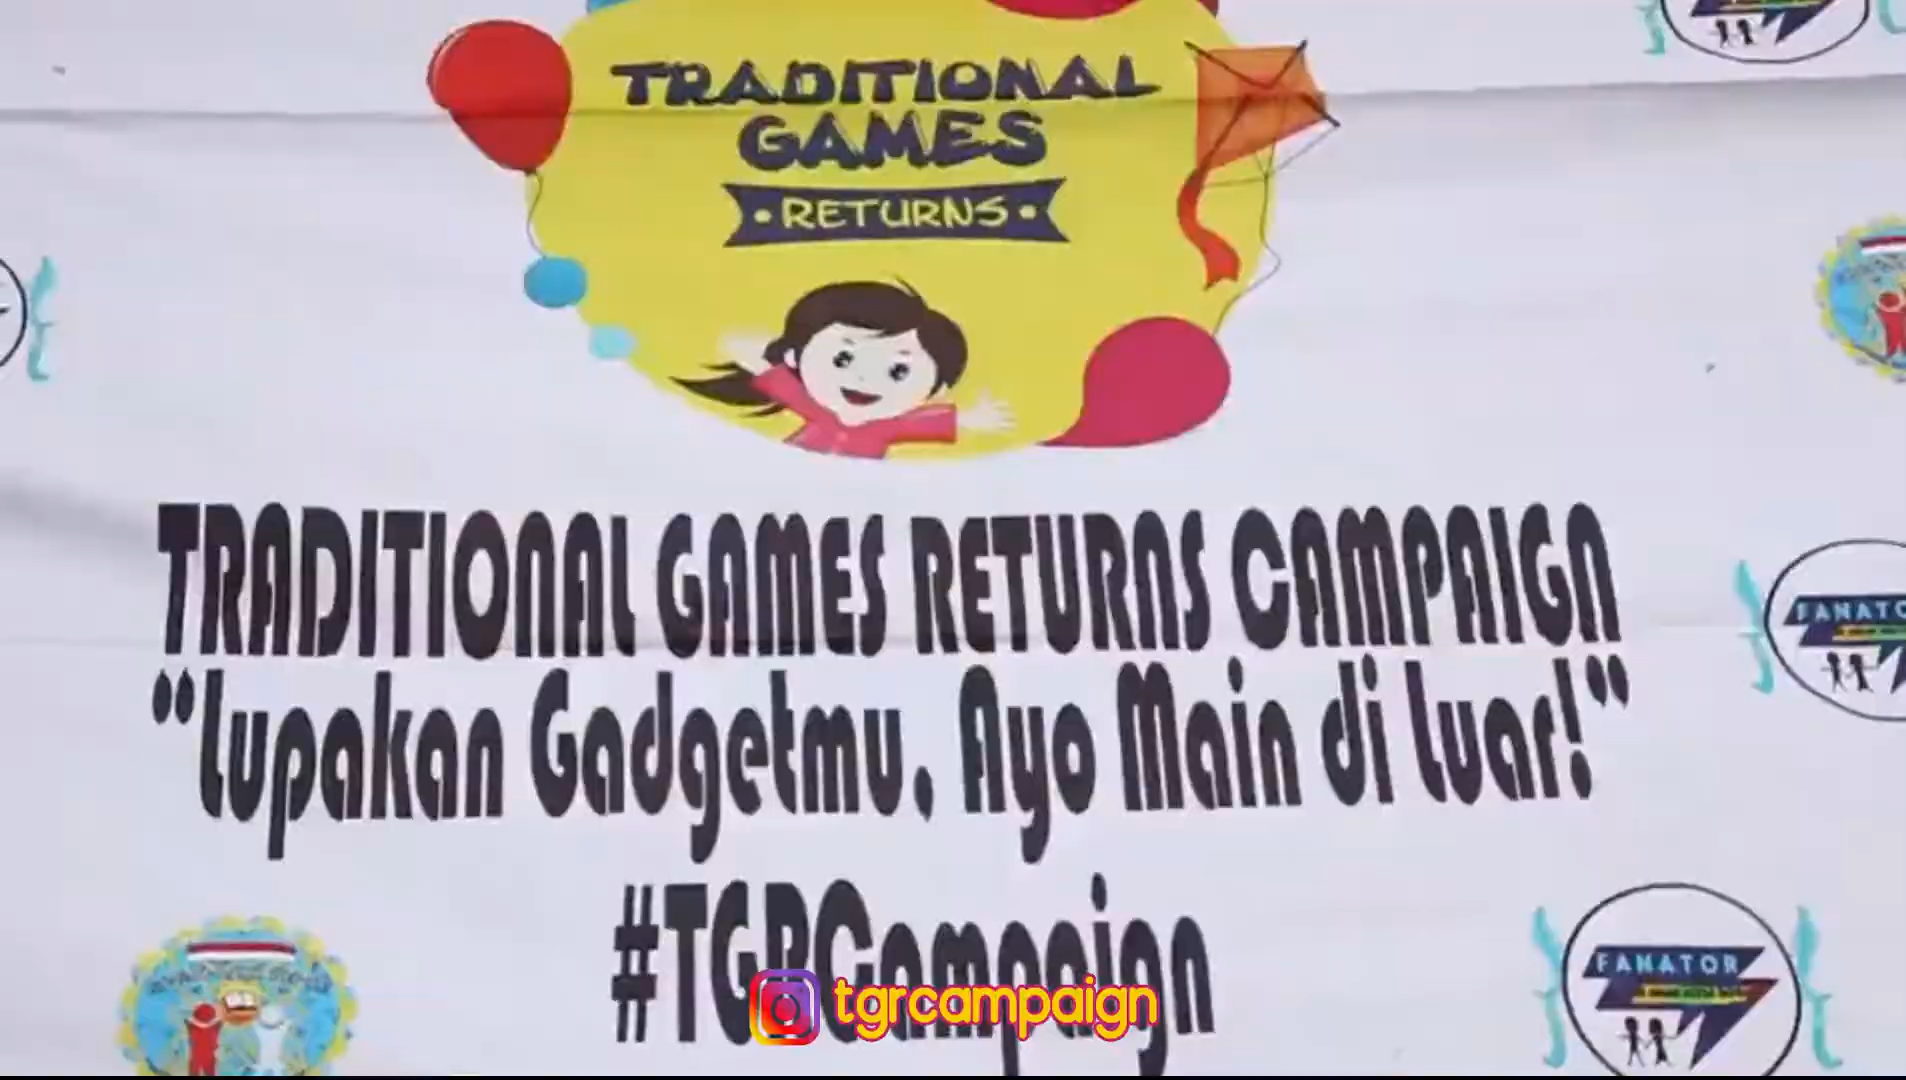 TRADITIONAL
GAMES
• RETURNS •
TRADITIONAL GAMES RETURNS CAMPAIGN
"Lupakan Gadgetmu, Ayo Main di Luar!"
#TGRCampaign
tgrcampaign
FANATOR
FANATOR